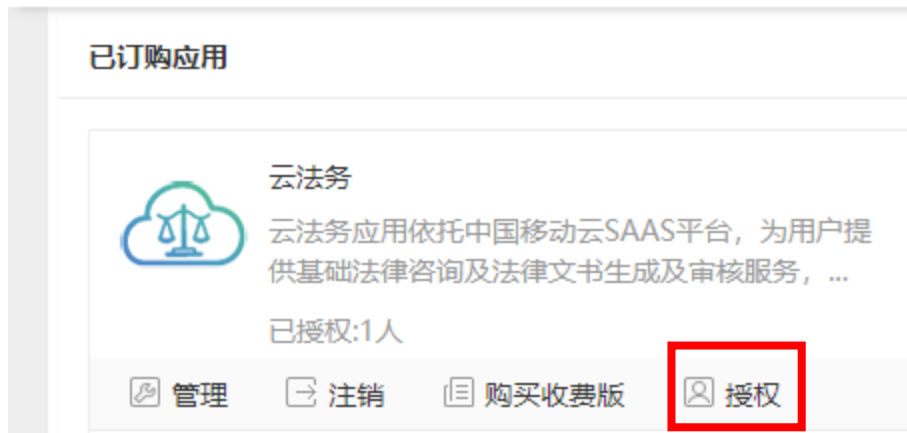 已订购应用
云法务
云法务应用依托中国移动云SAAS平台，为用户提
供基础法律咨询及法律文书生成及审核服务，...
已授权:1人
管理 注销 购买收费版 授权